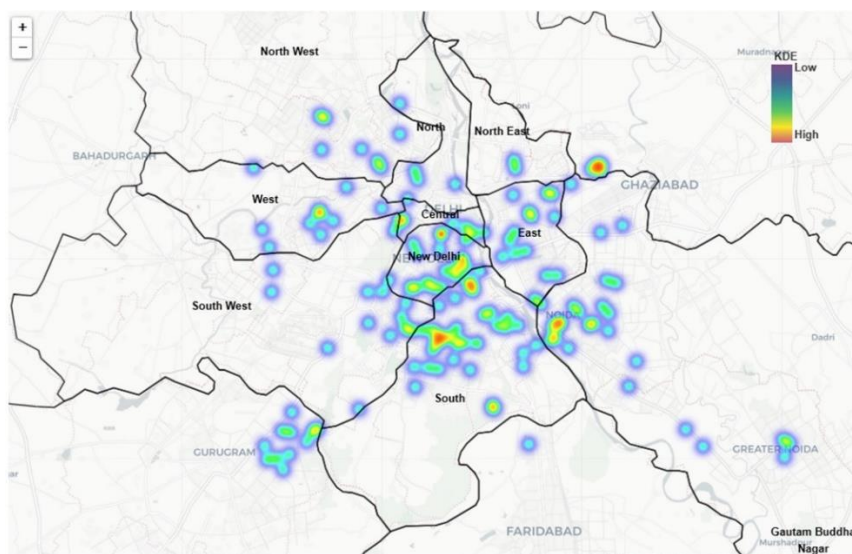 +
−
North West
Muradnagar
KDE
Low
High
North
Loni
North East
BAHADURGARH
GHAZIABAD
West
DELHI
Central
East
New Delhi
South West
NOIDA
Dadri
South
GURUGRAM
GREATER NOIDA
FARIDABAD
Gautam Buddha
Nagar